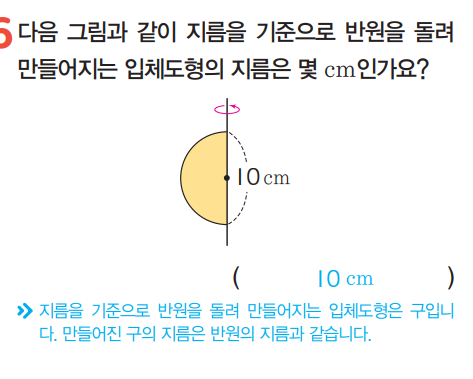 6 다음 그림과 같이 지름을 기준으로 반원을 돌려
만들어지는 입체도형의 지름은 몇 cm인가요?
10 cm
( 10 cm )
지름을 기준으로 반원을 돌려 만들어지는 입체도형은 구입니
다. 만들어진 구의 지름은 반원의 지름과 같습니다.